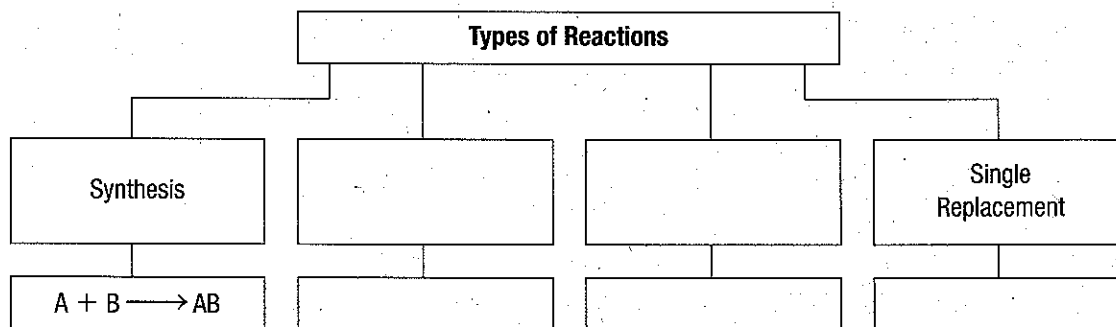 Types of Reactions
Synthesis
Single
Replacement
A + B ⟶ AB